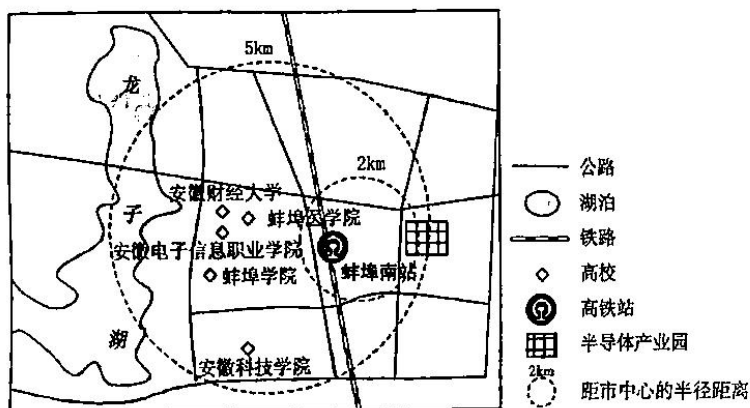 5km
龙
2km
安徽财经大学
子
蚌埠医学院
安徽电子信息职业学院
蚌埠南站
蚌埠学院
湖
安徽科技学院
公路
湖泊
铁路
高校
高铁站
半导体产业园
2km
距市中心的半径距离